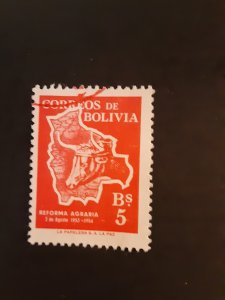 CORREOS DE
BOLIVIA
Bs.
5
REFORMA AGRARIA
2 de Agosto 1953-1954
LA PAPELERA S. A. LA PAZ